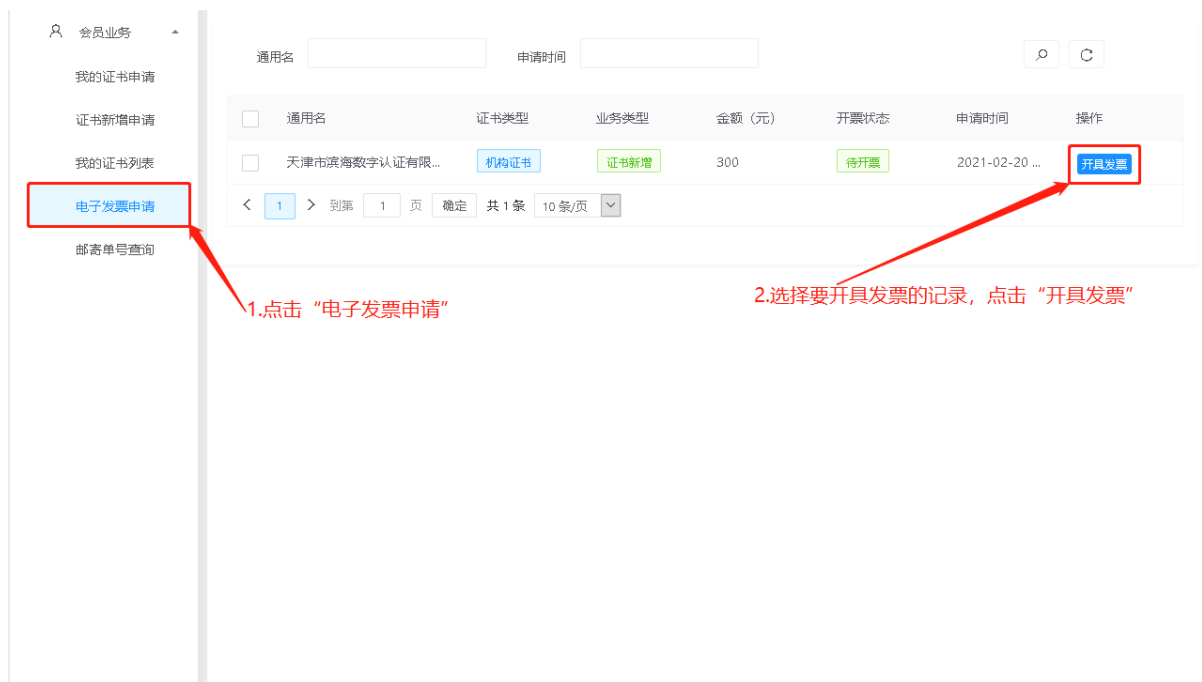 会员业务
我的证书申请
证书新增申请
我的证书列表
电子发票申请
邮寄单号查询
通用名
申请时间
通用名 证书类型 业务类型 金额（元） 开票状态 申请时间 操作
天津市滨海数字认证有限... 机构证书 证书新增 300 待开票 2021-02-20 ... 开具发票
1 到第 1 页 确定 共 1 条 10 条/页
1.点击“电子发票申请”
2.选择要开具发票的记录，点击“开具发票”